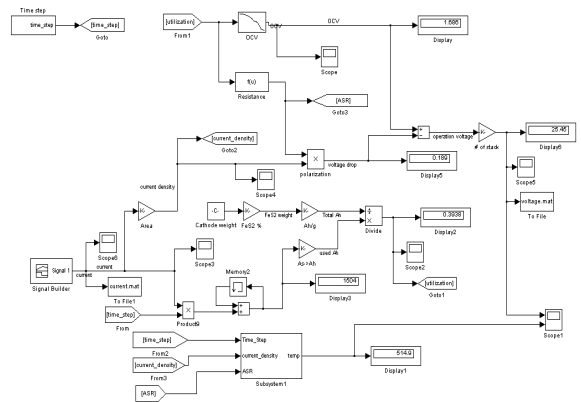 Time step
time_step
[time_step]
Goto
[utilization]
From1
OCV
OCV
OCV
1.595
Display
Scope
f(u)
Resistance
[ASR]
Goto3
[current_density]
Goto2
×
polarization
voltage drop
+
−
operation voltage
K-
# of stack
25.45
Display6
0.189
Display5
Scope5
voltage.mat
To File
current density
Scope4
K-
Area
-C-
Cathode weight
K-
FeS2 %
FeS2 weight
K-
Ah/g
Total Ah
÷
×
Divide
0.3938
Display2
used Ah
K-
As>Ah
Scope2
[utilization]
Goto1
Scope6
Scope3
Signal 1
Signal Builder
current
current
current.mat
To File1
Memory2
1504
Display3
[time_step]
From
×
Product9
+
+
Scope1
[time_step]
From2
[current_density]
From3
[ASR]
Time_Step
current_density
ASR
temp
Subsystem1
514.9
Display1